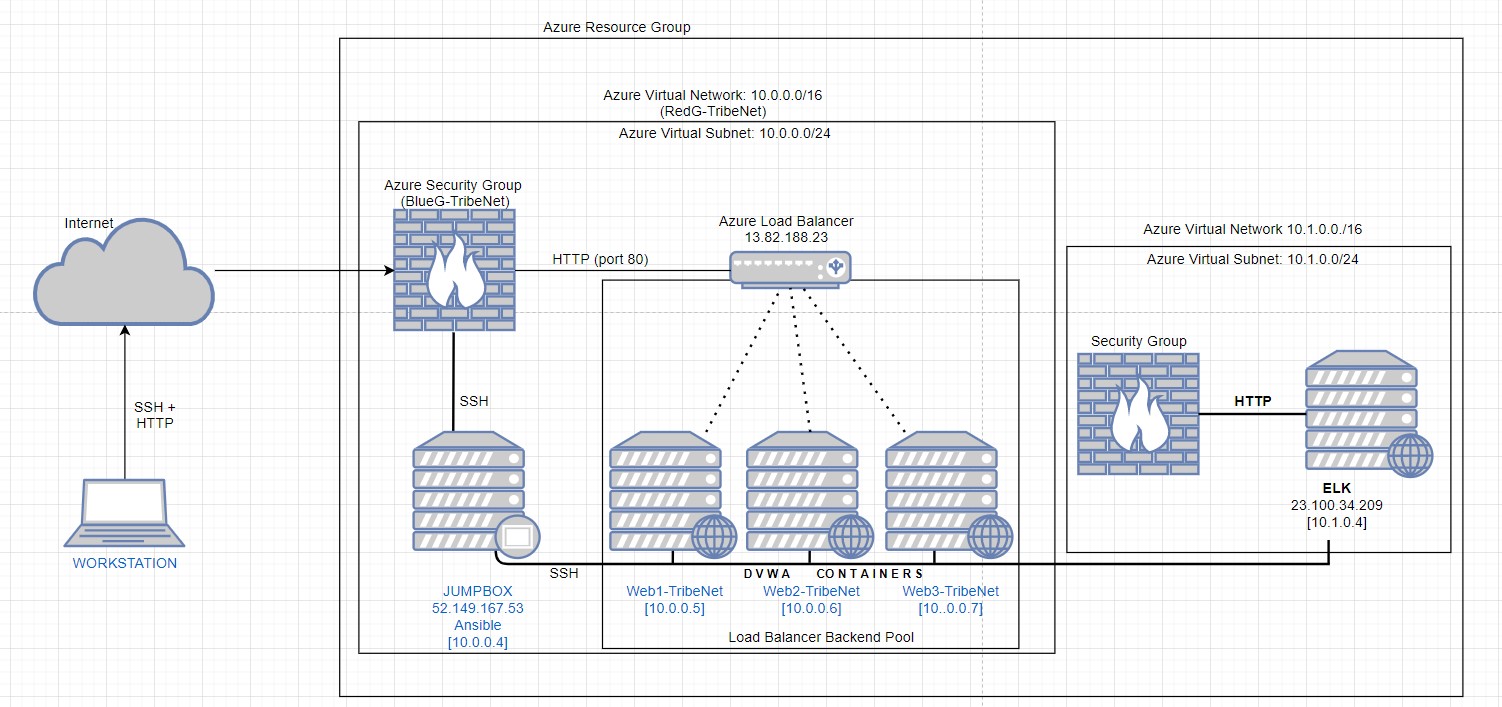 Azure Resource Group
Azure Virtual Network: 10.0.0.0/16
(RedG-TribeNet)
Azure Virtual Subnet: 10.0.0.0/24
Azure Security Group
(BlueG-TribeNet)
Internet
Azure Load Balancer
13.82.188.23
HTTP (port 80)
Azure Virtual Network 10.1.0.0./16
Azure Virtual Subnet: 10.1.0.0/24
Security Group
HTTP
SSH
SSH +
HTTP
ELK
23.100.34.209
[10.1.0.4]
WORKSTATION
SSH
DVWA CONTAINERS
JUMPBOX
52.149.167.53
Ansible
[10.0.0.4]
Web1-TribeNet
[10.0.0.5]
Web2-TribeNet
[10.0.0.6]
Web3-TribeNet
[10..0.0.7]
Load Balancer Backend Pool